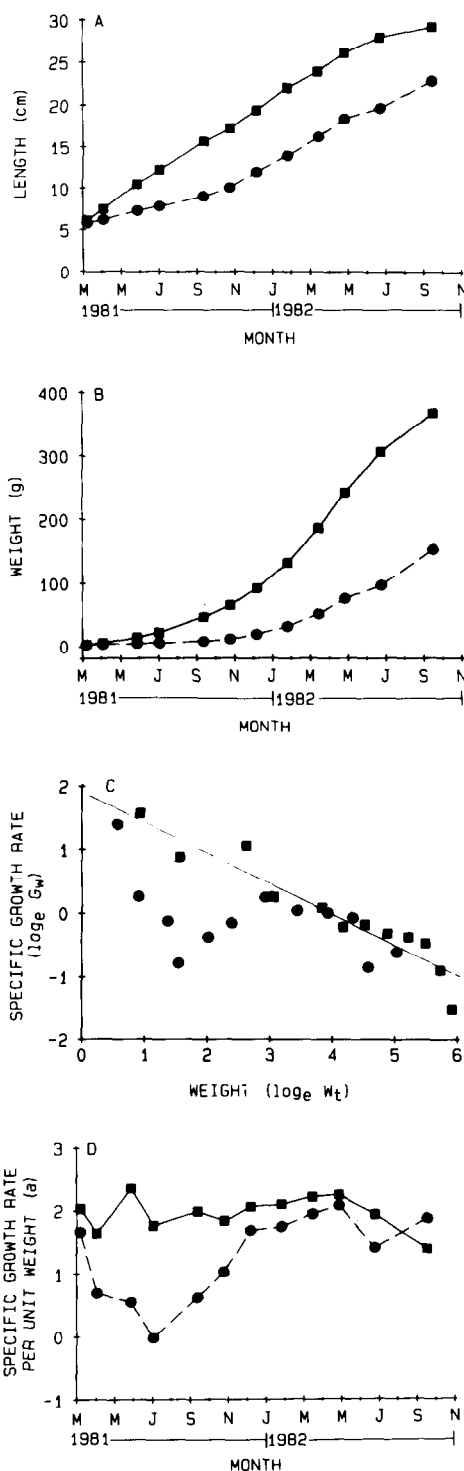 30 A
25
20
15
10
5
0
LENGTH (cm)
M M J S N J M M J S N
1981 1982
MONTH
400 B
300
200
100
0
WEIGHT (g)
M M J S N J M M J S N
1981 1982
MONTH
2 C
1
0
-1
-2
SPECIFIC GROWTH RATE
(logₑ G_w)
0 1 2 3 4 5 6
WEIGHT (logₑ W_t)
3 D
2
1
0
-1
SPECIFIC GROWTH RATE
PER UNIT WEIGHT (a)
M M J S N J M M J S N
1981 1982
MONTH